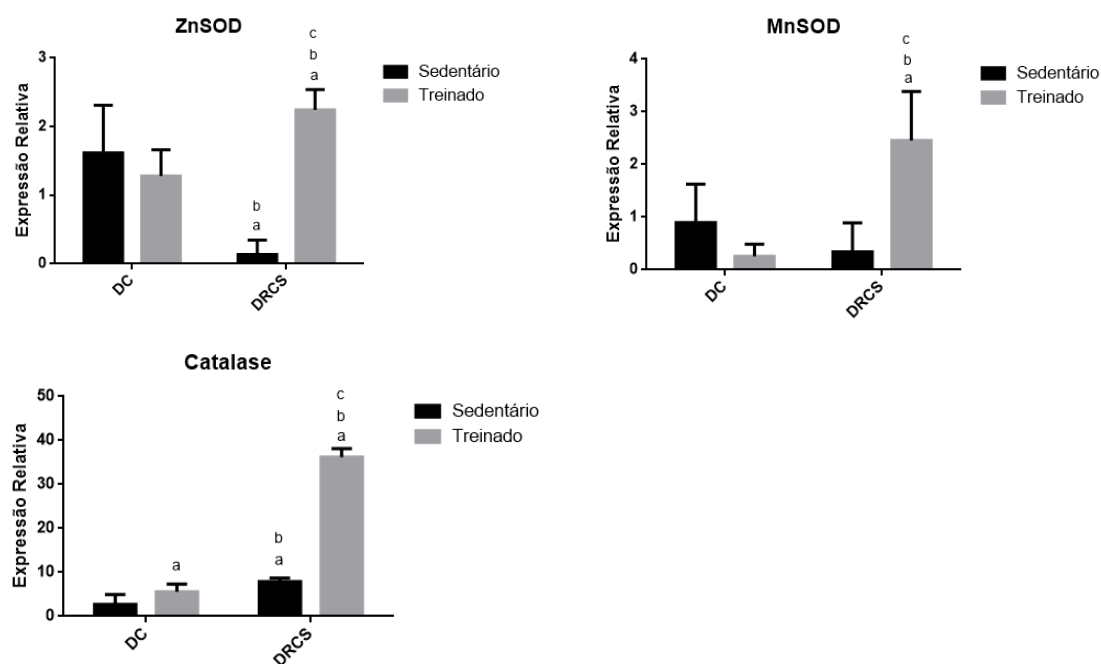 ZnSOD
Expressão Relativa
3
2
1
0
b
a
c
b
a
DC
DRCS
Sedentário
Treinado
MnSOD
Expressão Relativa
4
3
2
1
0
c
b
a
DC
DRCS
Sedentário
Treinado
Catalase
Expressão Relativa
50
40
30
20
10
0
a
b
a
c
b
a
DC
DRCS
Sedentário
Treinado